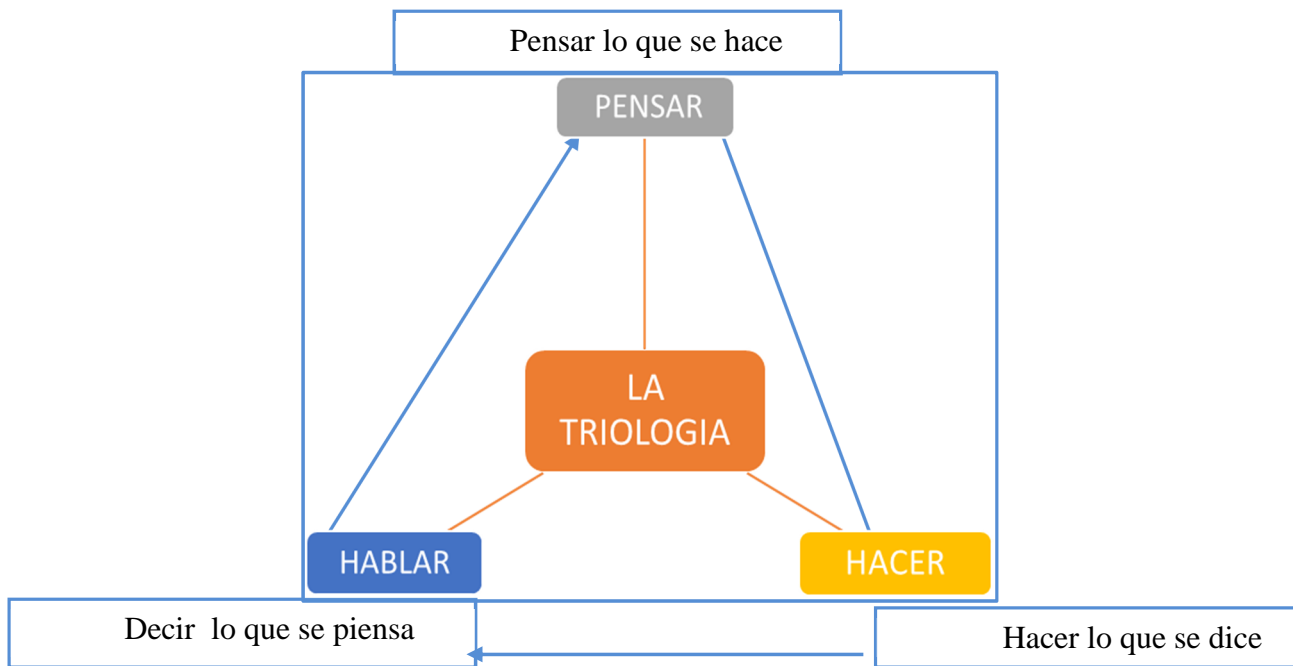 Pensar lo que se hace
PENSAR
LA
TRIOLOGIA
HABLAR
HACER
Decir lo que se piensa
Hacer lo que se dice